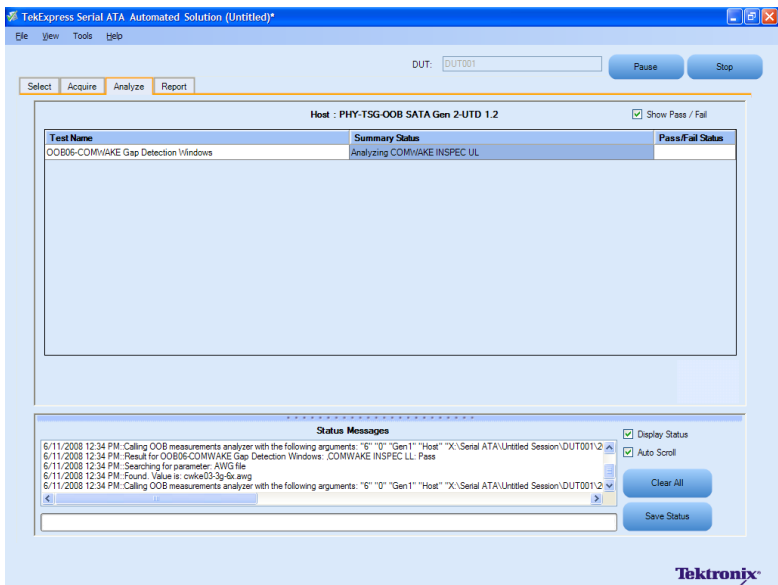 TekExpress Serial ATA Automated Solution (Untitled)*
File View Tools Help
DUT: DUT001 Pause Stop
Select Acquire Analyze Report
Host : PHY-TSG-OOB SATA Gen 2-UTD 1.2 Show Pass / Fail
Test Name Summary Status Pass/Fail Status
OOB06-COMWAKE Gap Detection Windows Analyzing COMWAKE INSPEC UL
Status Messages
Display Status
Auto Scroll
6/11/2008 12:34 PM::Calling OOB measurements analyzer with the following arguments: "6" "0" "Gen1" "Host" "X:\Serial ATA\Untitled Session\DUT001\2
6/11/2008 12:34 PM::Result for OOB06-COMWAKE Gap Detection Windows: ,COMWAKE INSPEC LL: Pass
6/11/2008 12:34 PM::Searching for parameter: AWG file
6/11/2008 12:34 PM::Found. Value is: cwke03-3g-6x.awg
6/11/2008 12:34 PM::Calling OOB measurements analyzer with the following arguments: "6" "0" "Gen1" "Host" "X:\Serial ATA\Untitled Session\DUT001\2
Clear All
Save Status
Tektronix